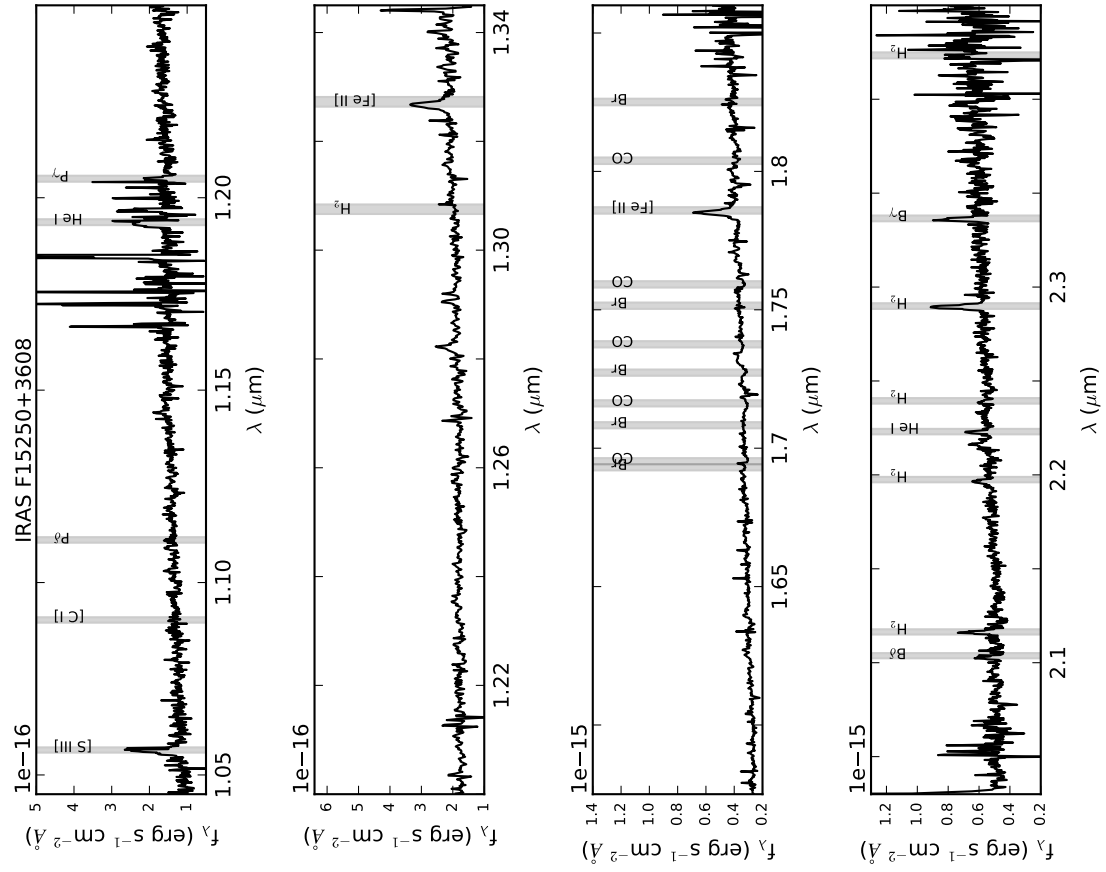 IRAS F15250+3608
1e−16
[S III]
[C I]
Pδ
He I
Pγ
5
4
3
2
1
1.05
1.10
1.15
1.20
λ (μm)
f_λ (erg s⁻¹ cm⁻² Å)
1e−16
H₂
[Fe II]
6
5
4
3
2
1
1.22
1.26
1.30
1.34
λ (μm)
f_λ (erg s⁻¹ cm⁻² Å)
1e−15
Br
CO
Br
CO
Br
CO
Br
CO
[Fe II]
CO
Br
1.4
1.2
1.0
0.8
0.6
0.4
0.2
1.65
1.7
1.75
1.8
λ (μm)
f_λ (erg s⁻¹ cm⁻² Å)
1e−15
Bδ
H₂
H₂
He I
H₂
H₂
Bγ
H₂
1.2
1.0
0.8
0.6
0.4
0.2
2.1
2.2
2.3
λ (μm)
f_λ (erg s⁻¹ cm⁻² Å)